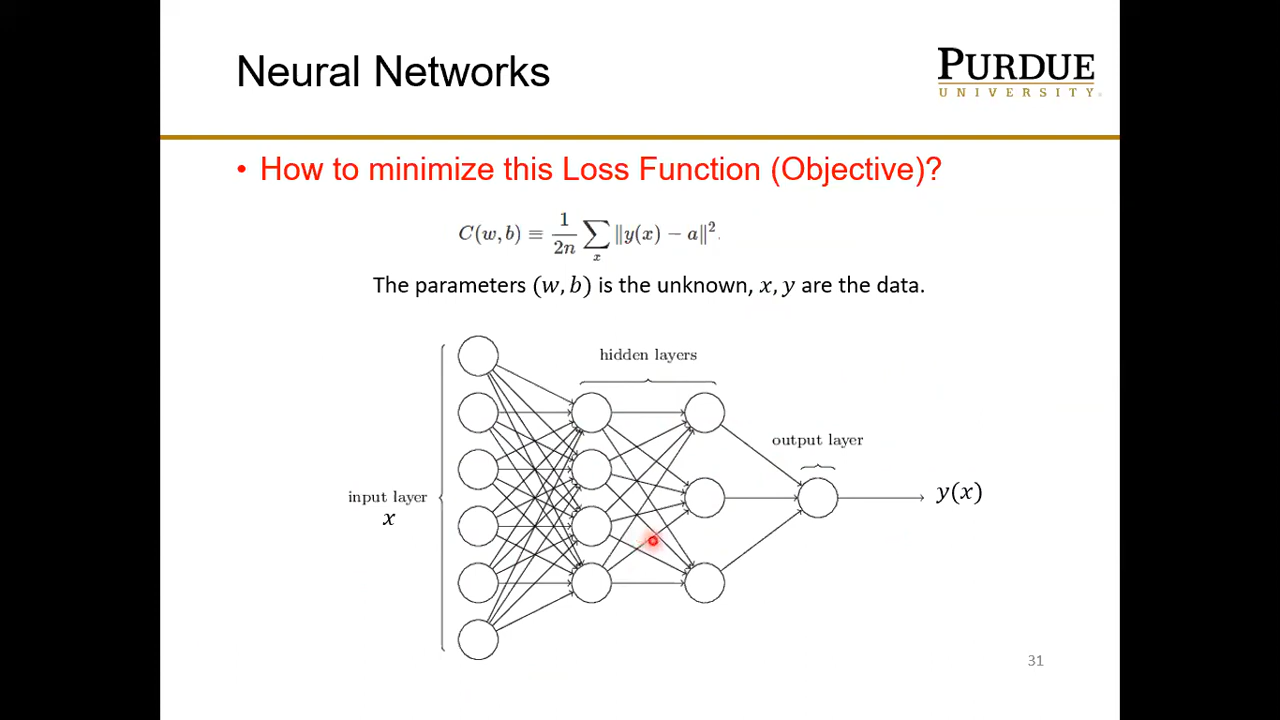 Neural Networks
PURDUE
UNIVERSITY
• How to minimize this Loss Function (Objective)?
C(w, b) ≡ 1/2n ∑x ‖y(x) − a‖².
The parameters (w, b) is the unknown, x, y are the data.
hidden layers
output layer
input layer
x
y(x)
31